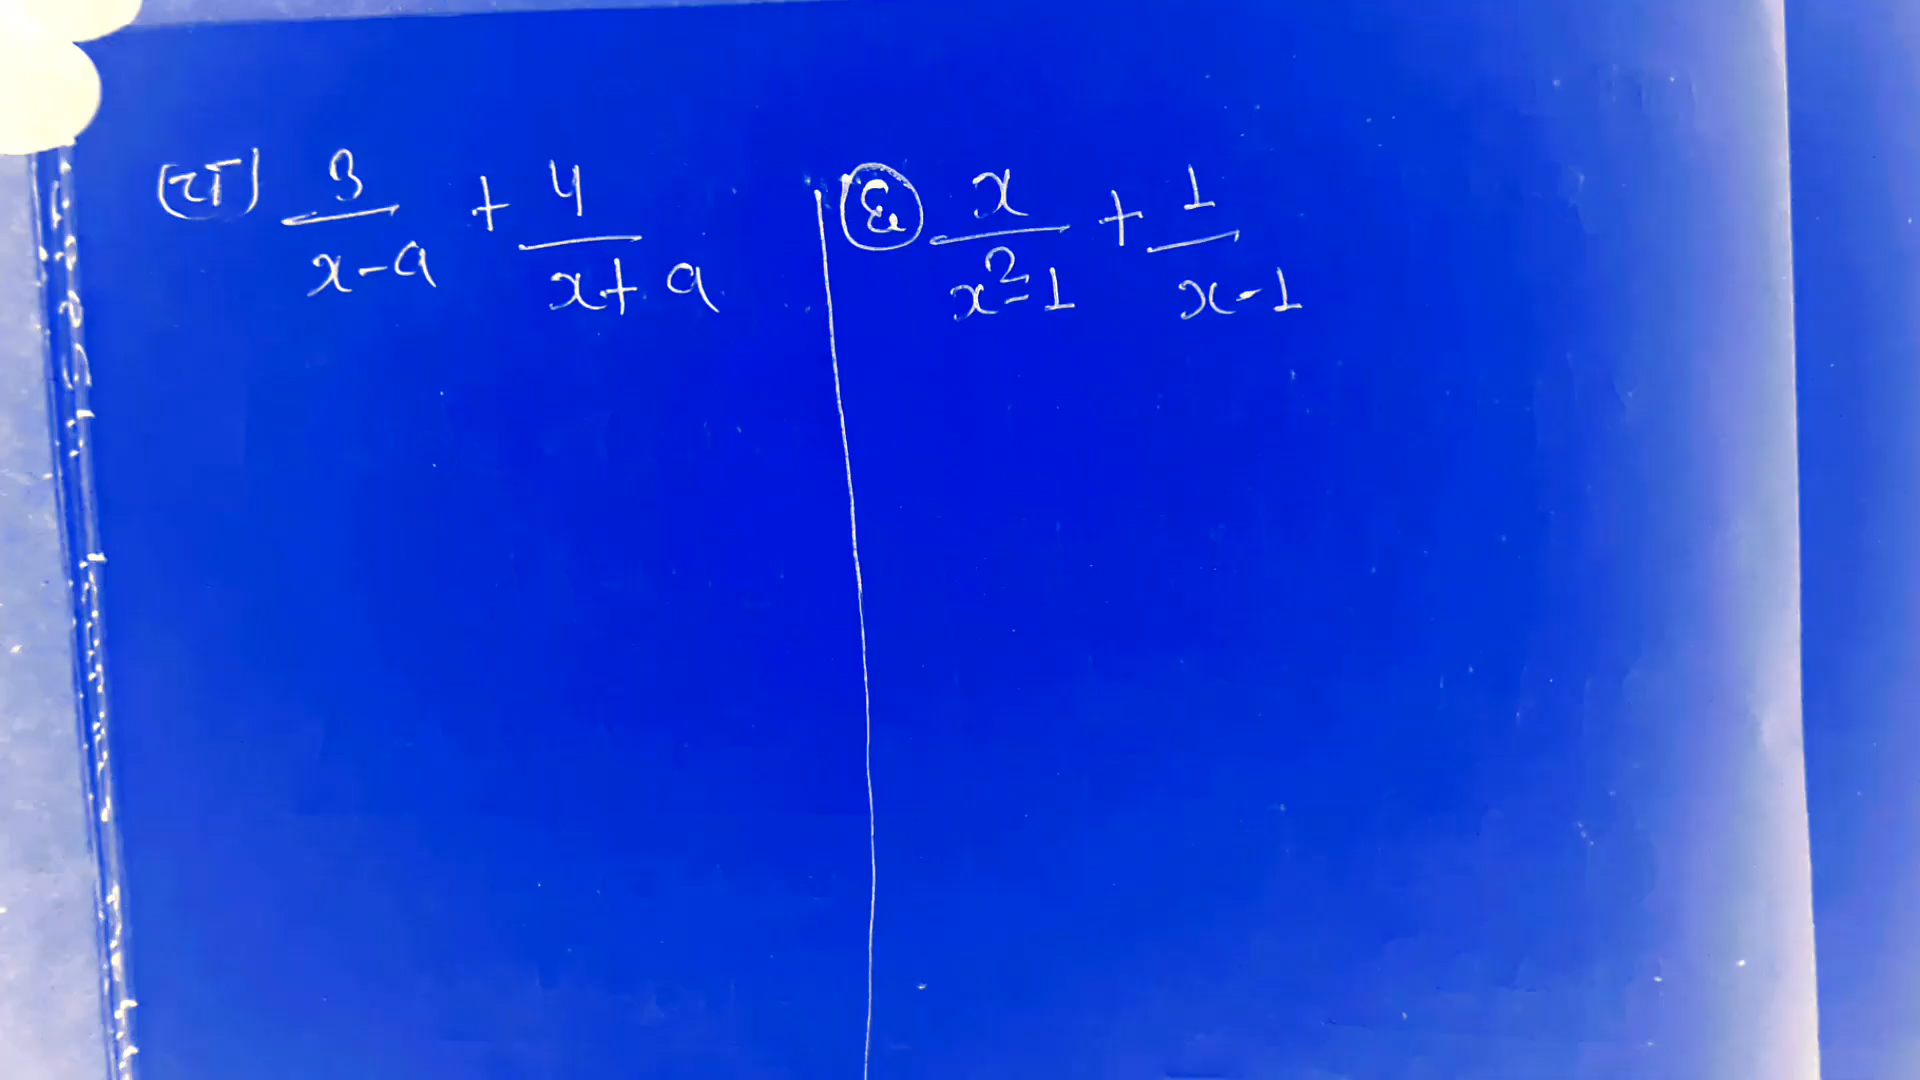 (घ) 3/(x-a) + 4/(x+a)
(ङ) x/(x²-1) + 1/(x-1)